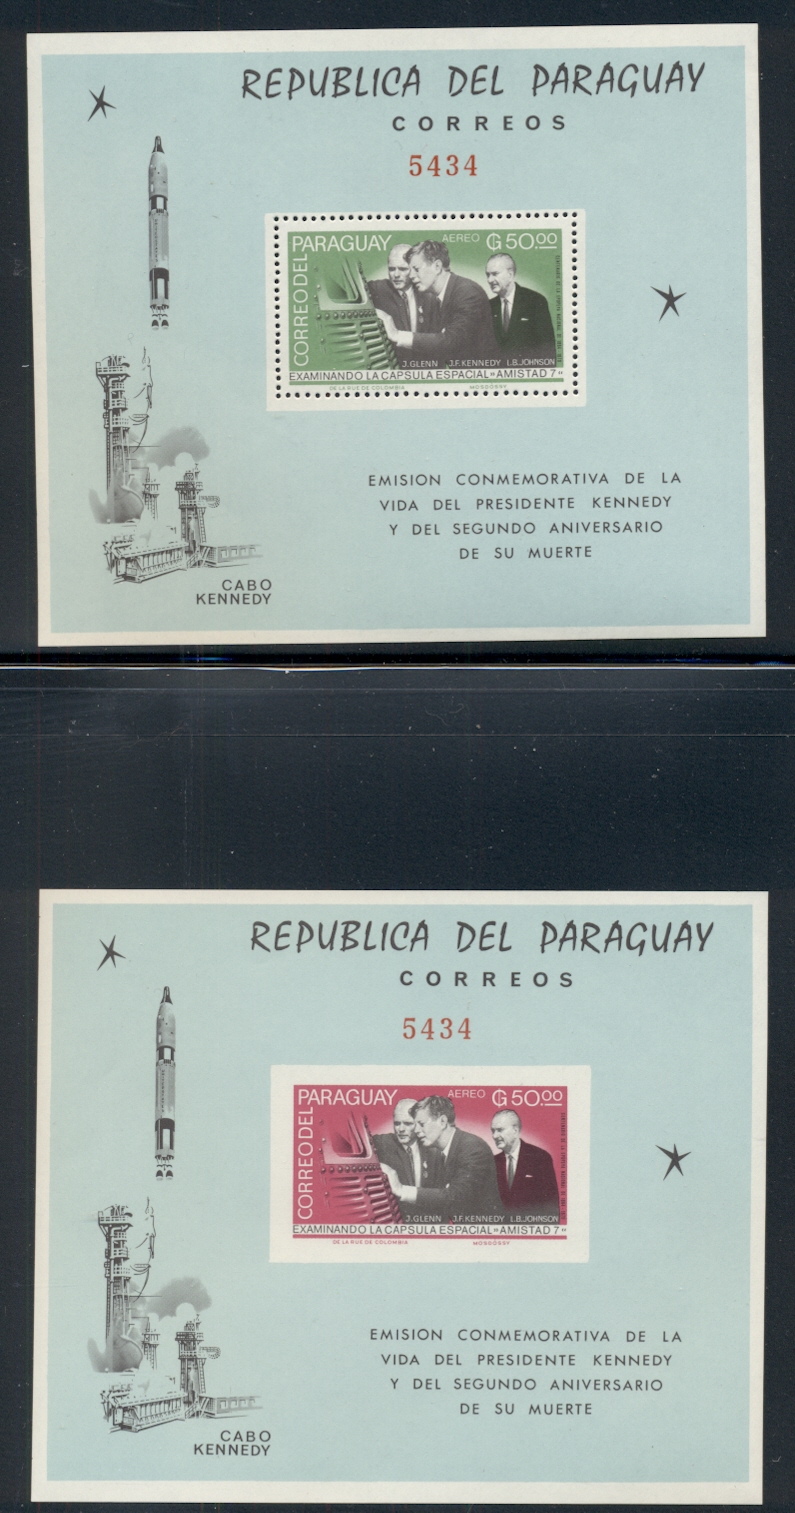 REPUBLICA DEL PARAGUAY
CORREOS
5434
CORREO DEL PARAGUAY
AEREO
₲ 50.00
J. GLENN J.F. KENNEDY L.B. JOHNSON
EXAMINANDO LA CAPSULA ESPACIAL «AMISTAD 7»
DE LA RUE DE COLOMBIA MOSDÓSSY
EMISION CONMEMORATIVA DE LA
VIDA DEL PRESIDENTE KENNEDY
Y DEL SEGUNDO ANIVERSARIO
DE SU MUERTE
CABO
KENNEDY
REPUBLICA DEL PARAGUAY
CORREOS
5434
CORREO DEL PARAGUAY
AEREO
₲ 50.00
J. GLENN J.F. KENNEDY L.B. JOHNSON
EXAMINANDO LA CAPSULA ESPACIAL «AMISTAD 7»
DE LA RUE DE COLOMBIA MOSDÓSSY
EMISION CONMEMORATIVA DE LA
VIDA DEL PRESIDENTE KENNEDY
Y DEL SEGUNDO ANIVERSARIO
DE SU MUERTE
CABO
KENNEDY